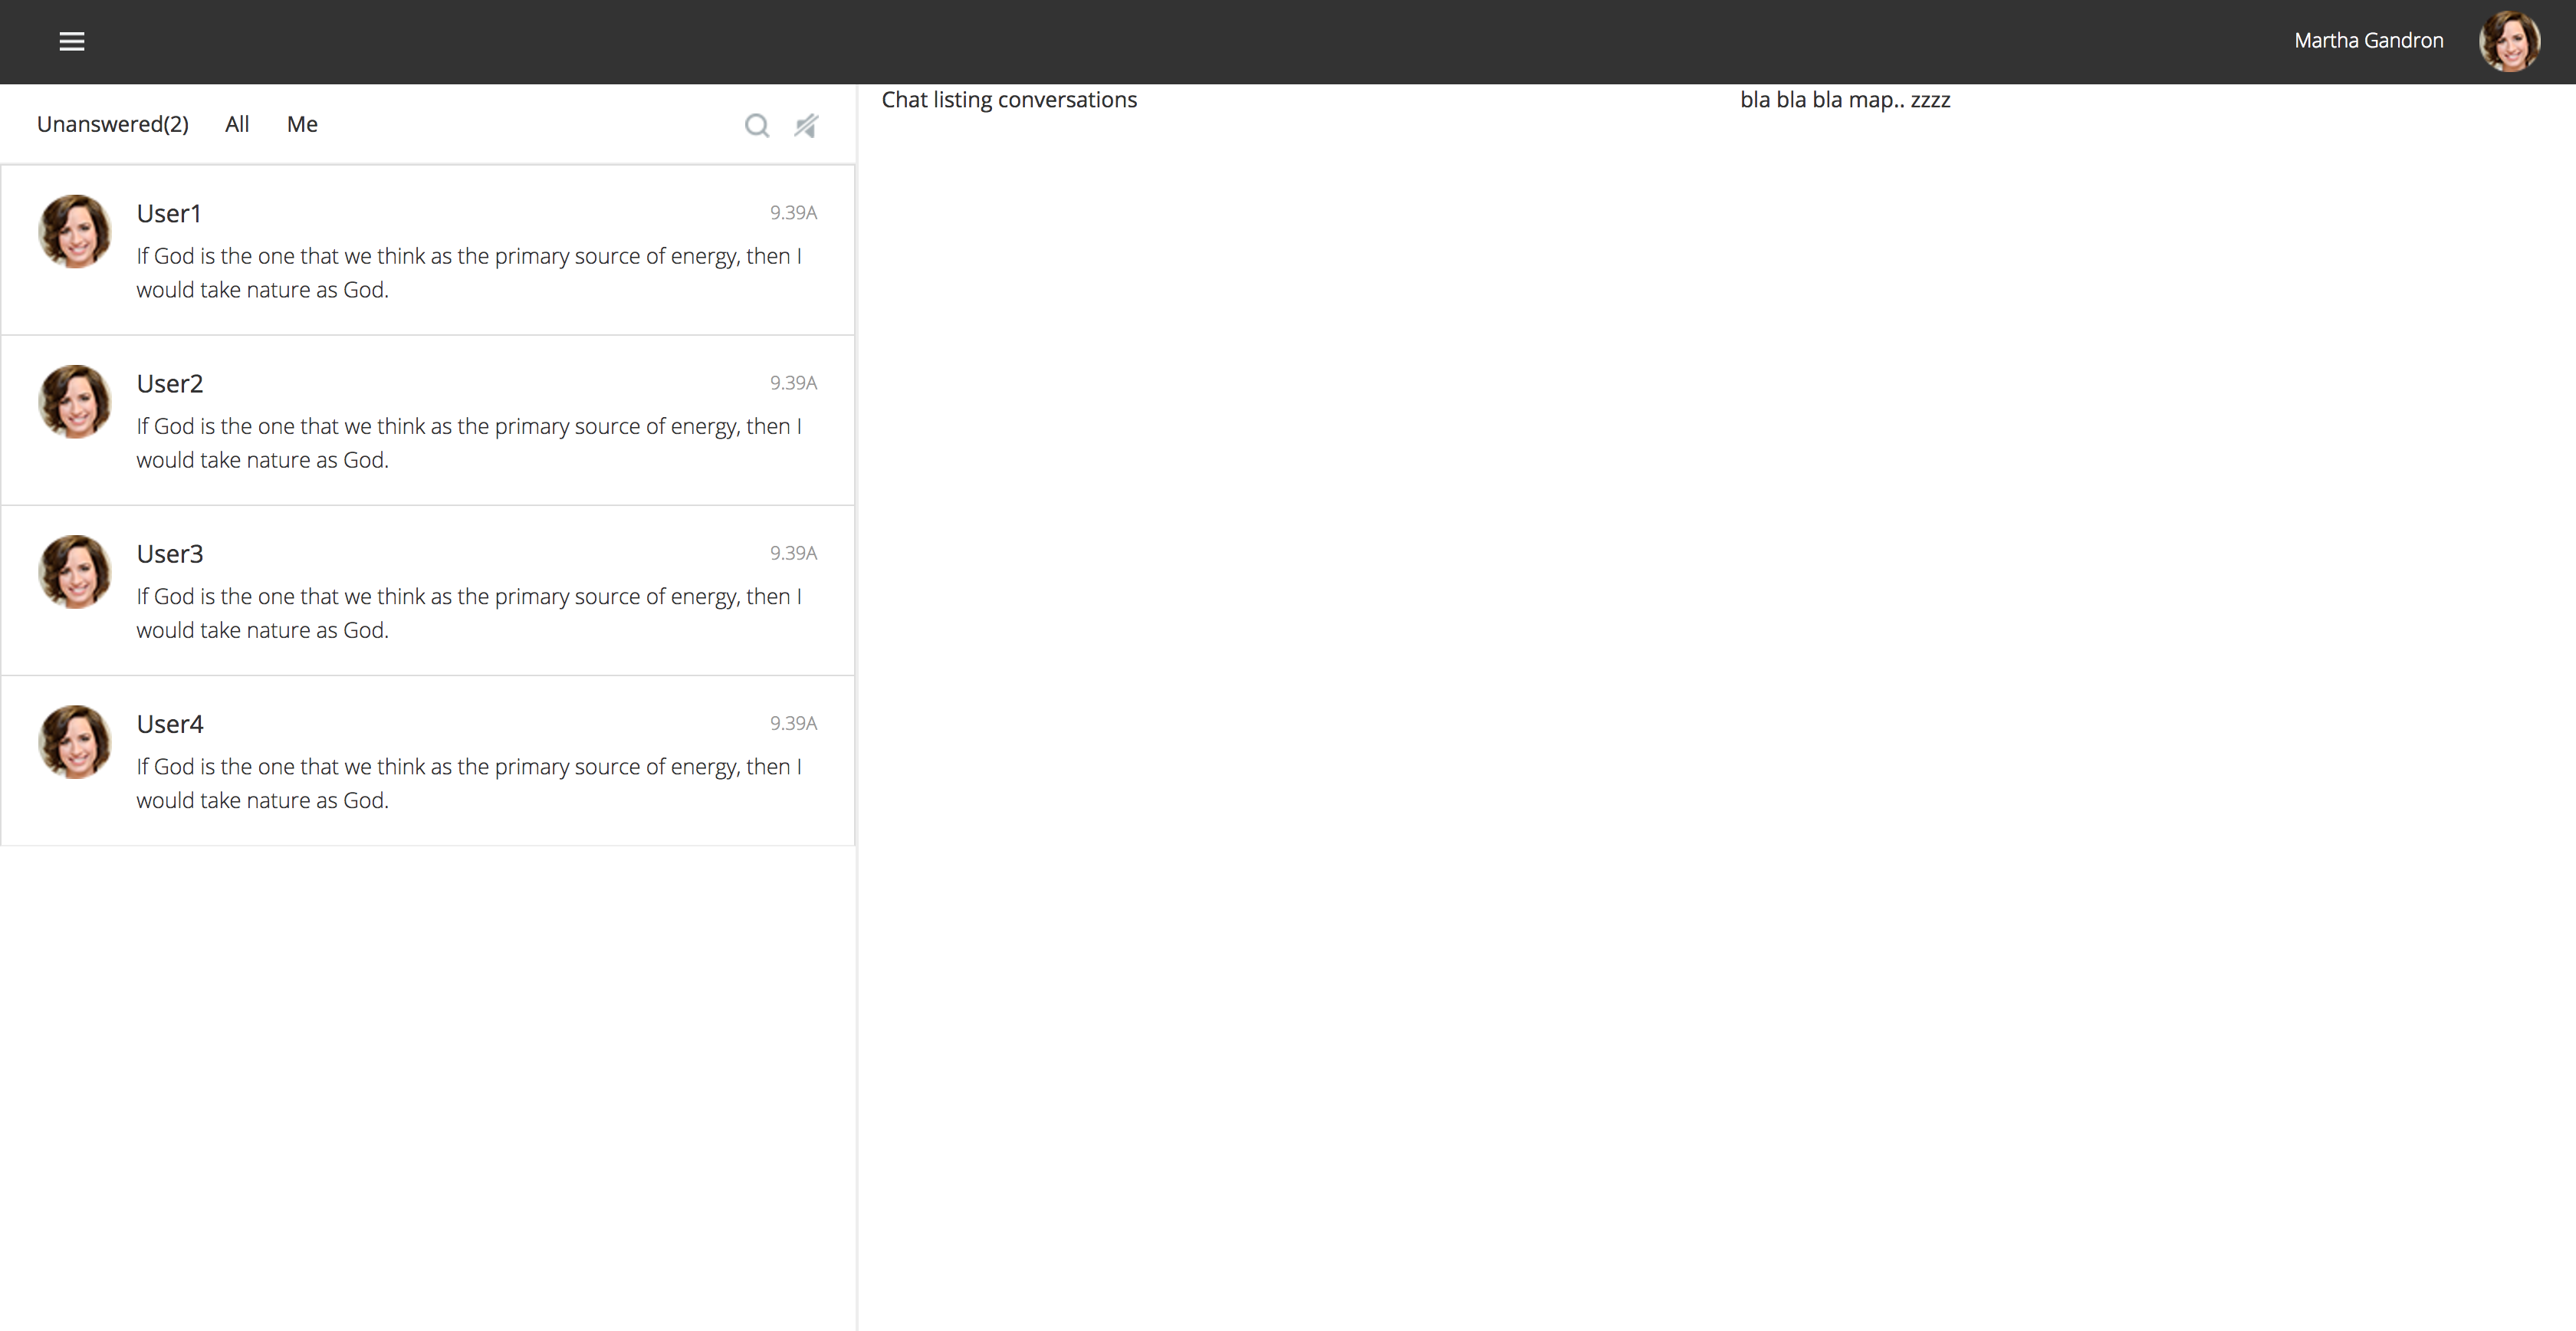 Martha Gandron
Unanswered(2) All Me
User1 9.39A
If God is the one that we think as the primary source of energy, then I
would take nature as God.
User2 9.39A
If God is the one that we think as the primary source of energy, then I
would take nature as God.
User3 9.39A
If God is the one that we think as the primary source of energy, then I
would take nature as God.
User4 9.39A
If God is the one that we think as the primary source of energy, then I
would take nature as God.
Chat listing conversations
bla bla bla map.. zzzz